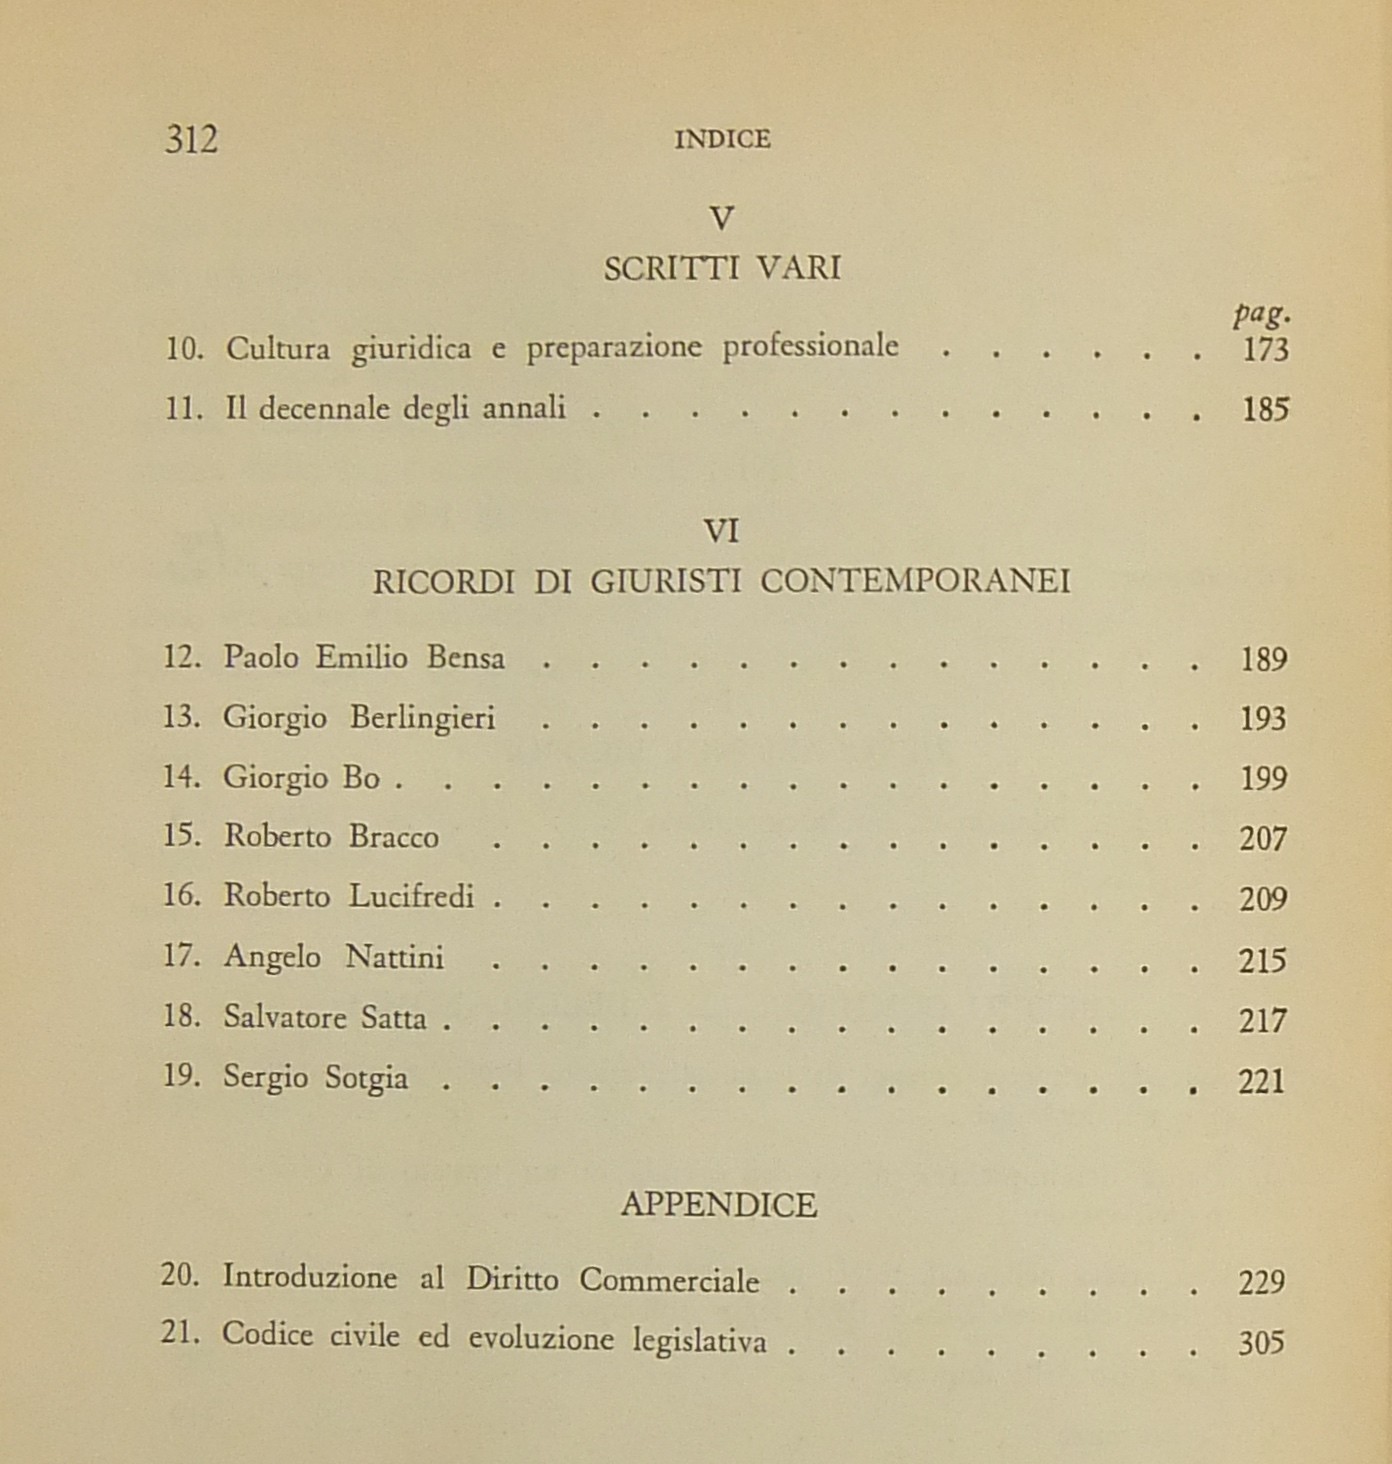 312 INDICE
V
SCRITTI VARI
pag.
10. Cultura giuridica e preparazione professionale . . . . . . 173
11. Il decennale degli annali . . . . . . . . . . . . . 185
VI
RICORDI DI GIURISTI CONTEMPORANEI
12. Paolo Emilio Bensa . . . . . . . . . . . . . . 189
13. Giorgio Berlingieri . . . . . . . . . . . . . . 193
14. Giorgio Bo . . . . . . . . . . . . . . . . . 199
15. Roberto Bracco . . . . . . . . . . . . . . . 207
16. Roberto Lucifredi . . . . . . . . . . . . . . . 209
17. Angelo Nattini . . . . . . . . . . . . . . . 215
18. Salvatore Satta . . . . . . . . . . . . . . . . 217
19. Sergio Sotgia . . . . . . . . . . . . . . . . 221
APPENDICE
20. Introduzione al Diritto Commerciale . . . . . . . . . 229
21. Codice civile ed evoluzione legislativa . . . . . . . . . 305